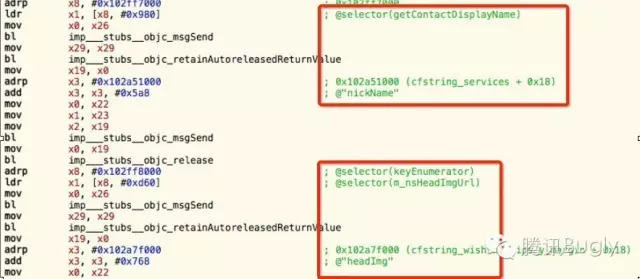 adrp x8, #0x102ff7000 ; 0x102ff7000
ldr x1, [x8, #0x980] ; @selector(getContactDisplayName)
mov x0, x26
bl imp___stubs__objc_msgSend
mov x29, x29
bl imp___stubs__objc_retainAutoreleasedReturnValue
mov x19, x0
adrp x3, #0x102a51000 ; 0x102a51000 (cfstring_services + 0x18)
add x3, x3, #0x5a8 ; @"nickName"
mov x0, x22
mov x1, x23
mov x2, x19
bl imp___stubs__objc_msgSend
mov x0, x19
bl imp___stubs__objc_release
adrp x8, #0x102ff8000 ; @selector(keyEnumerator)
ldr x1, [x8, #0xd60] ; @selector(m_nsHeadImgUrl)
mov x0, x26
bl imp___stubs__objc_msgSend
mov x29, x29
bl imp___stubs__objc_retainAutoreleasedReturnValue
mov x19, x0
adrp x3, #0x102a7f000 ; 0x102a7f000 (cfstring_wish 0x18)
add x3, x3, #0x768 ; @"headImg"
mov x0, x22
腾讯Bugly